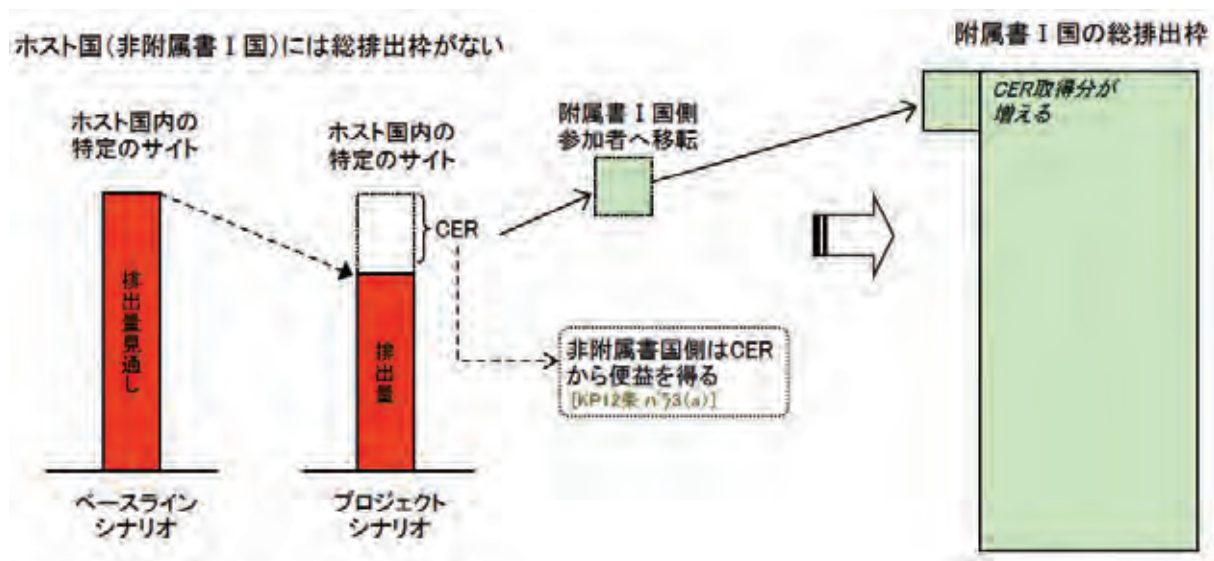 ホスト国(非附属書Ⅰ国)には総排出枠がない
ホスト国内の
特定のサイト
排出量見通し
ベースライン
シナリオ
ホスト国内の
特定のサイト
CER
排出量
プロジェクト
シナリオ
附属書Ⅰ国側
参加者へ移転
非附属書国側はCER
から便益を得る
[KP12条 ﾊﾟﾗ3(a)]
附属書Ⅰ国の総排出枠
CER取得分が
増える